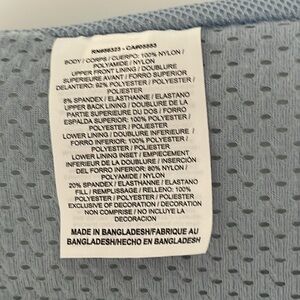 RN#56323 - CA#05553
BODY / CORPS / CUERPO: 100% NYLON /
POLYAMIDE / NYLON
UPPER FRONT LINING / DOUBLURE
SUPERIEURE AVANT / FORRO SUPERIOR
DELANTERO: 92% POLYESTER / POLYESTER /
POLIESTER
8% SPANDEX / ELASTHANNE / ELASTANO
UPPER BACK LINING / DOUBLURE DE LA
PARTIE SUPERIEURE DU DOS / FORRO
ESPALDA SUPERIOR: 100% POLYESTER /
POLYESTER / POLIESTER
LOWER LINING / DOUBLURE INFERIEURE /
FORRO INFERIOR: 100% POLYESTER /
POLYESTER / POLIESTER
LOWER LINING INSET / EMPIECEMENT
INFERIEUR DE LA DOUBLURE / INSERCIÓN
DEL FORRO INFERIOR: 80% NYLON /
POLYAMIDE / NYLON
20% SPANDEX / ELASTHANNE / ELASTANO
FILL / REMPLISSAGE / RELLENO: 100%
POLYESTER / POLYESTER / POLIESTER
EXCLUSIVE OF DECORATION / DECORATION
NON COMPRISE / NO INCLUYE LA
DECORACION
MADE IN BANGLADESH/FABRIQUE AU
BANGLADESH/HECHO EN BANGLADESH